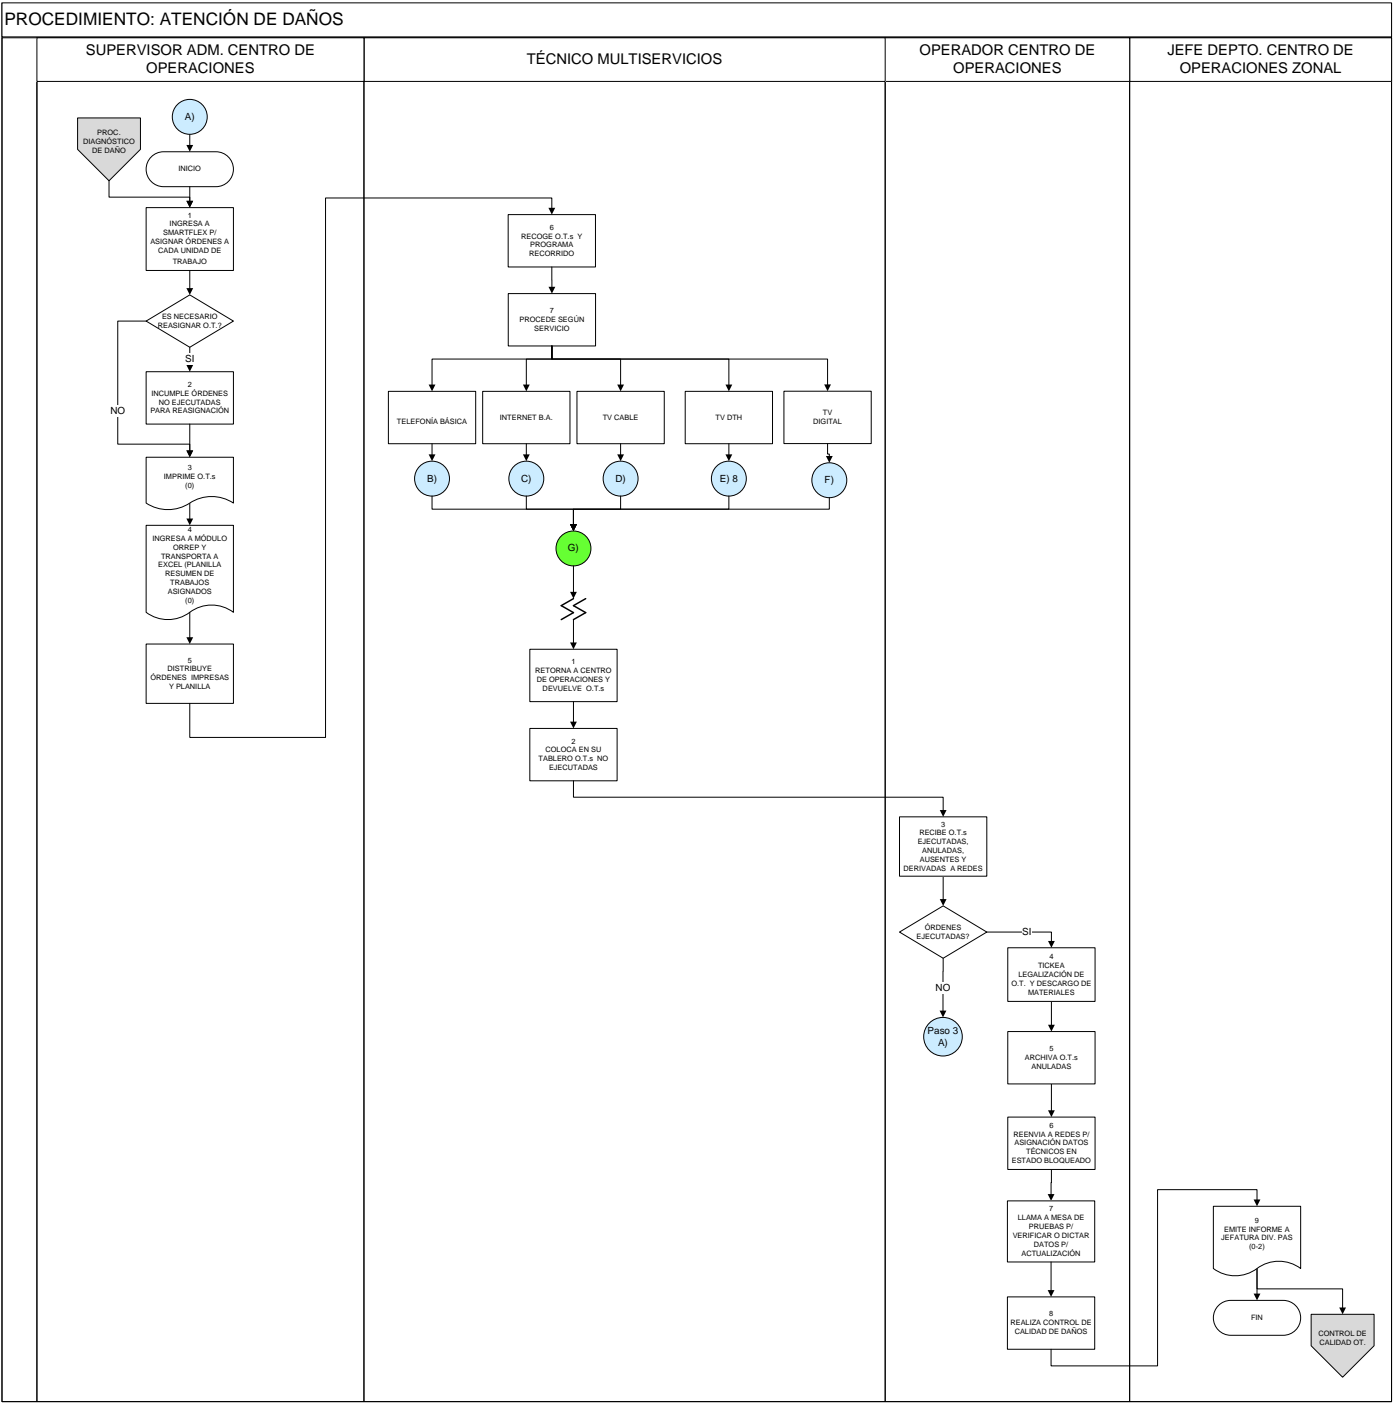 PROCEDIMIENTO: ATENCIÓN DE DAÑOS
SUPERVISOR ADM. CENTRO DE
OPERACIONES
TÉCNICO MULTISERVICIOS
OPERADOR CENTRO DE
OPERACIONES
JEFE DEPTO. CENTRO DE
OPERACIONES ZONAL
A)
PROC.
DIAGNÓSTICO
DE DAÑO
INICIO
1
INGRESA A
SMARTFLEX P/
ASIGNAR ÓRDENES A
CADA UNIDAD DE
TRABAJO
ES NECESARIO
REASIGNAR O.T.?
SI
NO
2
INCUMPLE ÓRDENES
NO EJECUTADAS
PARA REASIGNACIÓN
3
IMPRIME O.T.s
(0)
4
INGRESA A MÓDULO
ORREP Y
TRANSPORTA A
EXCEL (PLANILLA
RESUMEN DE
TRABAJOS
ASIGNADOS
(0)
5
DISTRIBUYE
ÓRDENES IMPRESAS
Y PLANILLA
6
RECOGE O.T.s Y
PROGRAMA
RECORRIDO
7
PROCEDE SEGÚN
SERVICIO
TELEFONÍA BÁSICA
INTERNET B.A.
TV CABLE
TV DTH
TV
DIGITAL
B)
C)
D)
E) 8
F)
G)
1
RETORNA A CENTRO
DE OPERACIONES Y
DEVUELVE O.T.s
2
COLOCA EN SU
TABLERO O.T.s NO
EJECUTADAS
3
RECIBE O.T.s
EJECUTADAS,
ANULADAS,
AUSENTES Y
DERIVADAS A REDES
ÓRDENES
EJECUTADAS?
SI
NO
Paso 3
A)
4
TICKEA
LEGALIZACIÓN DE
O.T. Y DESCARGO DE
MATERIALES
5
ARCHIVA O.T.s
ANULADAS
6
REENVIA A REDES P/
ASIGNACIÓN DATOS
TÉCNICOS EN
ESTADO BLOQUEADO
7
LLAMA A MESA DE
PRUEBAS P/
VERIFICAR O DICTAR
DATOS P/
ACTUALIZACIÓN
8
REALIZA CONTROL DE
CALIDAD DE DAÑOS
9
EMITE INFORME A
JEFATURA DIV. PAS
(0-2)
FIN
CONTROL DE
CALIDAD OT.